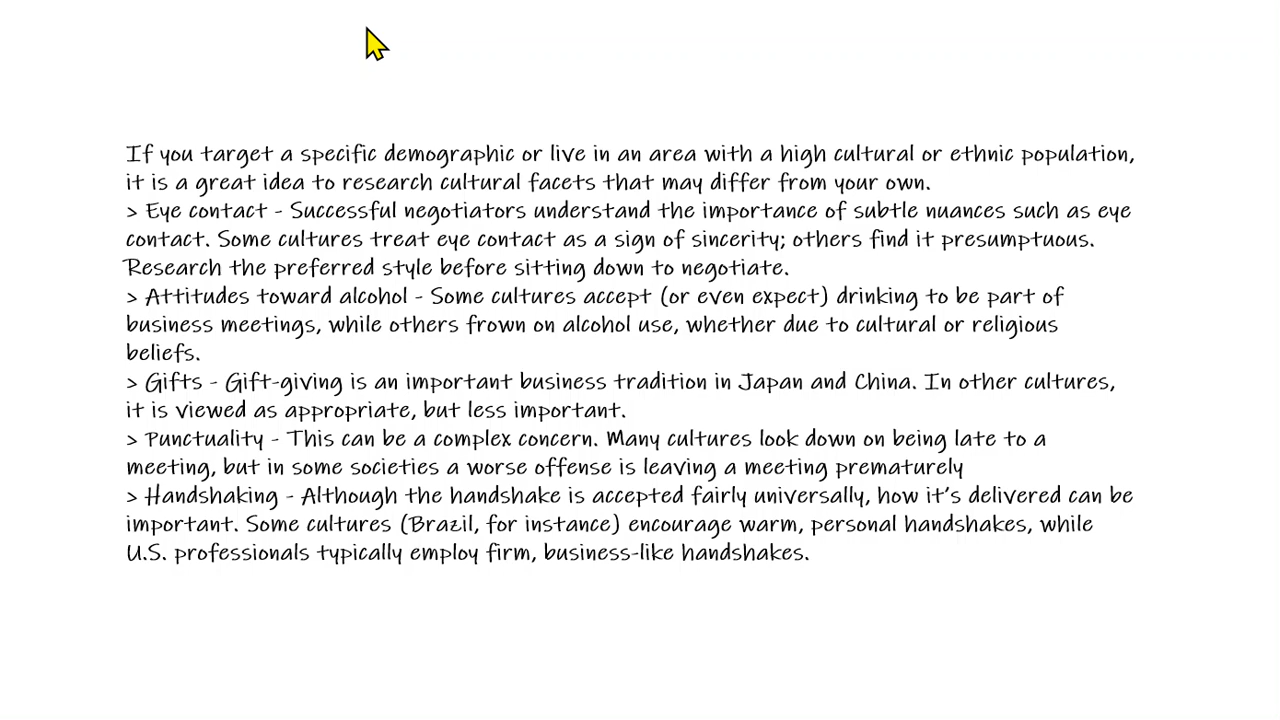 If you target a specific demographic or live in an area with a high cultural or ethnic population,
it is a great idea to research cultural facets that may differ from your own.
> Eye contact - Successful negotiators understand the importance of subtle nuances such as eye
contact. Some cultures treat eye contact as a sign of sincerity; others find it presumptuous.
Research the preferred style before sitting down to negotiate.
> Attitudes toward alcohol - Some cultures accept (or even expect) drinking to be part of
business meetings, while others frown on alcohol use, whether due to cultural or religious
beliefs.
> Gifts - Gift-giving is an important business tradition in Japan and China. In other cultures,
it is viewed as appropriate, but less important.
> Punctuality - This can be a complex concern. Many cultures look down on being late to a
meeting, but in some societies a worse offense is leaving a meeting prematurely
> Handshaking - Although the handshake is accepted fairly universally, how it's delivered can be
important. Some cultures (Brazil, for instance) encourage warm, personal handshakes, while
U.S. professionals typically employ firm, business-like handshakes.